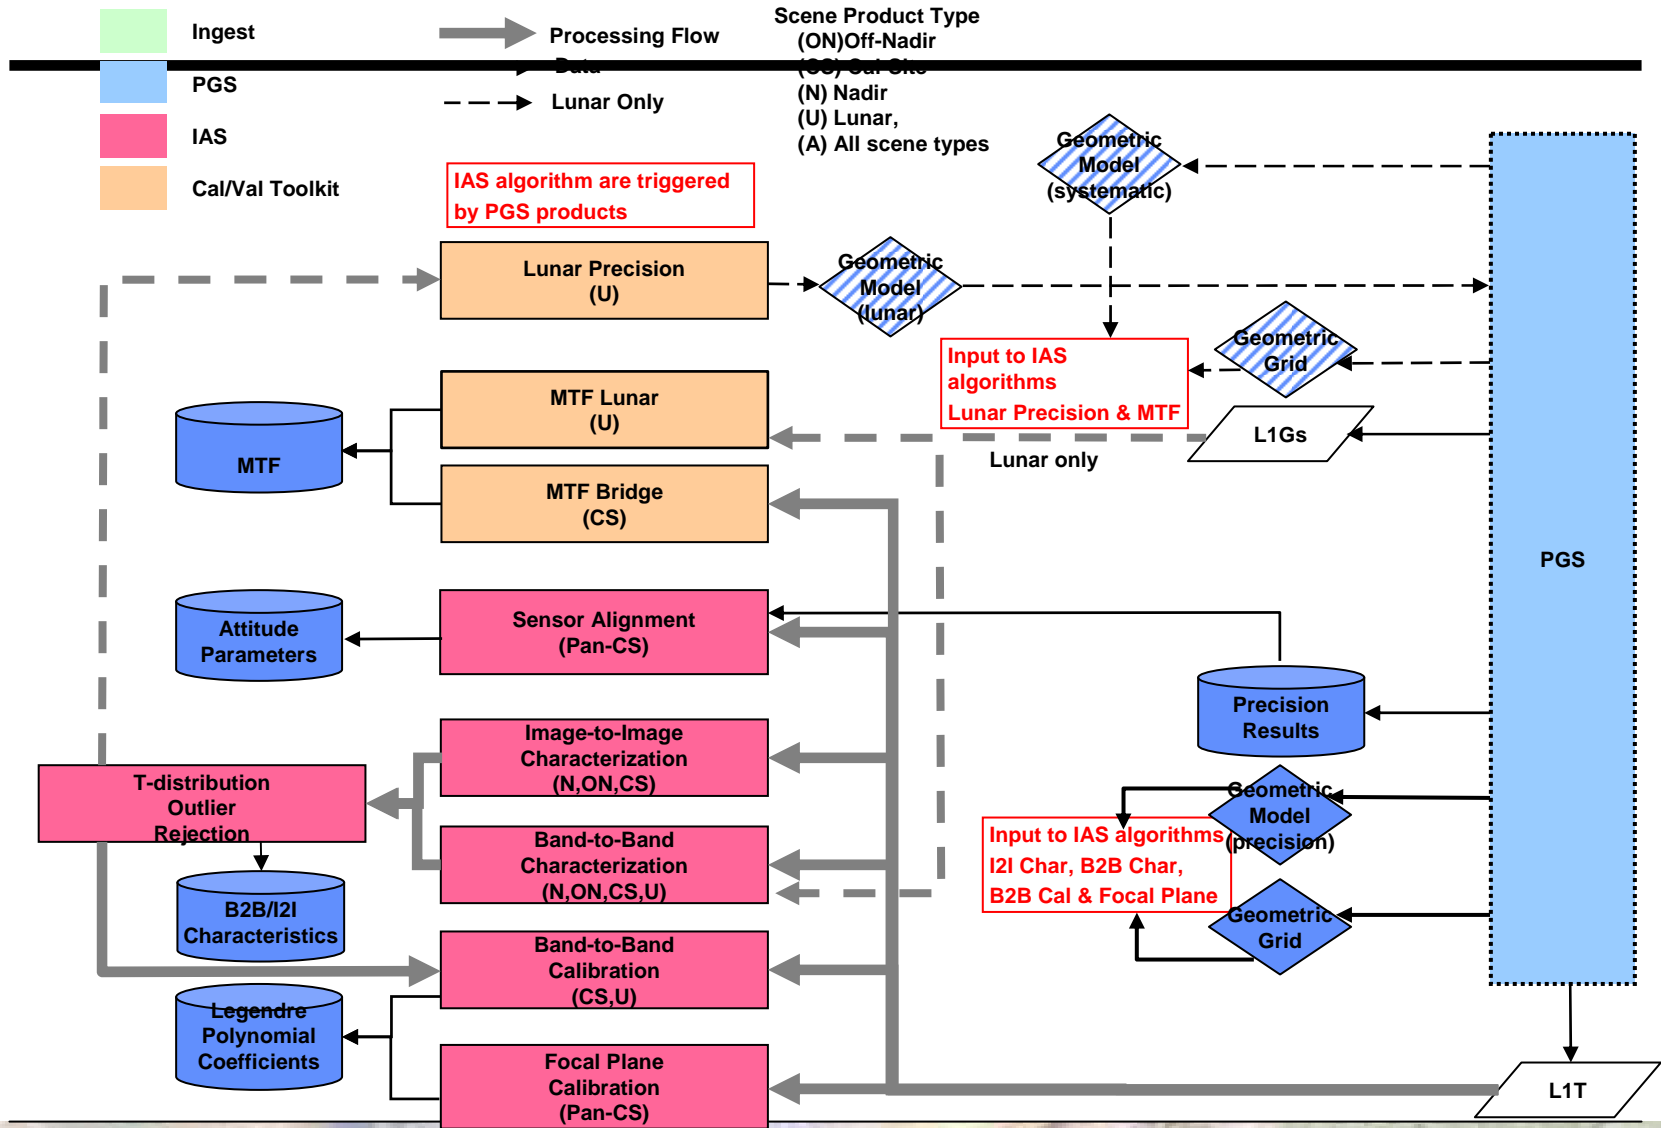 Ingest
PGS
IAS
Cal/Val Toolkit
Processing Flow
Data
Lunar Only
Scene Product Type
(ON)Off-Nadir
(CS) Cal Site
(N) Nadir
(U) Lunar,
(A) All scene types
IAS algorithm are triggered
by PGS products
Geometric
Model
(systematic)
Lunar Precision
(U)
Geometric
Model
(lunar)
Input to IAS
algorithms
Lunar Precision & MTF
Geometric
Grid
MTF Lunar
(U)
MTF
L1Gs
Lunar only
MTF Bridge
(CS)
PGS
Attitude
Parameters
Sensor Alignment
(Pan-CS)
Precision
Results
Image-to-Image
Characterization
(N,ON,CS)
T-distribution
Outlier
Rejection
Geometric
Model
(precision)
Band-to-Band
Characterization
(N,ON,CS,U)
Input to IAS algorithms
I2I Char, B2B Char,
B2B Cal & Focal Plane
B2B/I2I
Characteristics
Geometric
Grid
Band-to-Band
Calibration
(CS,U)
Legendre
Polynomial
Coefficients
Focal Plane
Calibration
(Pan-CS)
L1T